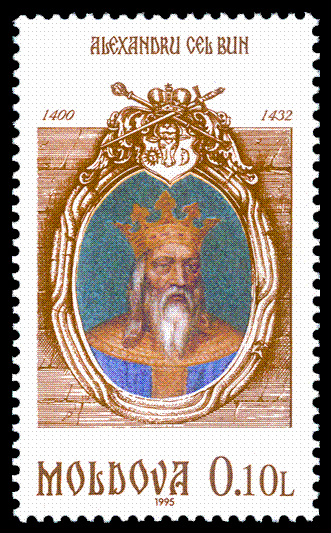 ALEXANDRU CEL BUN
1400 1432
MOLDOVA 0.10L
1995